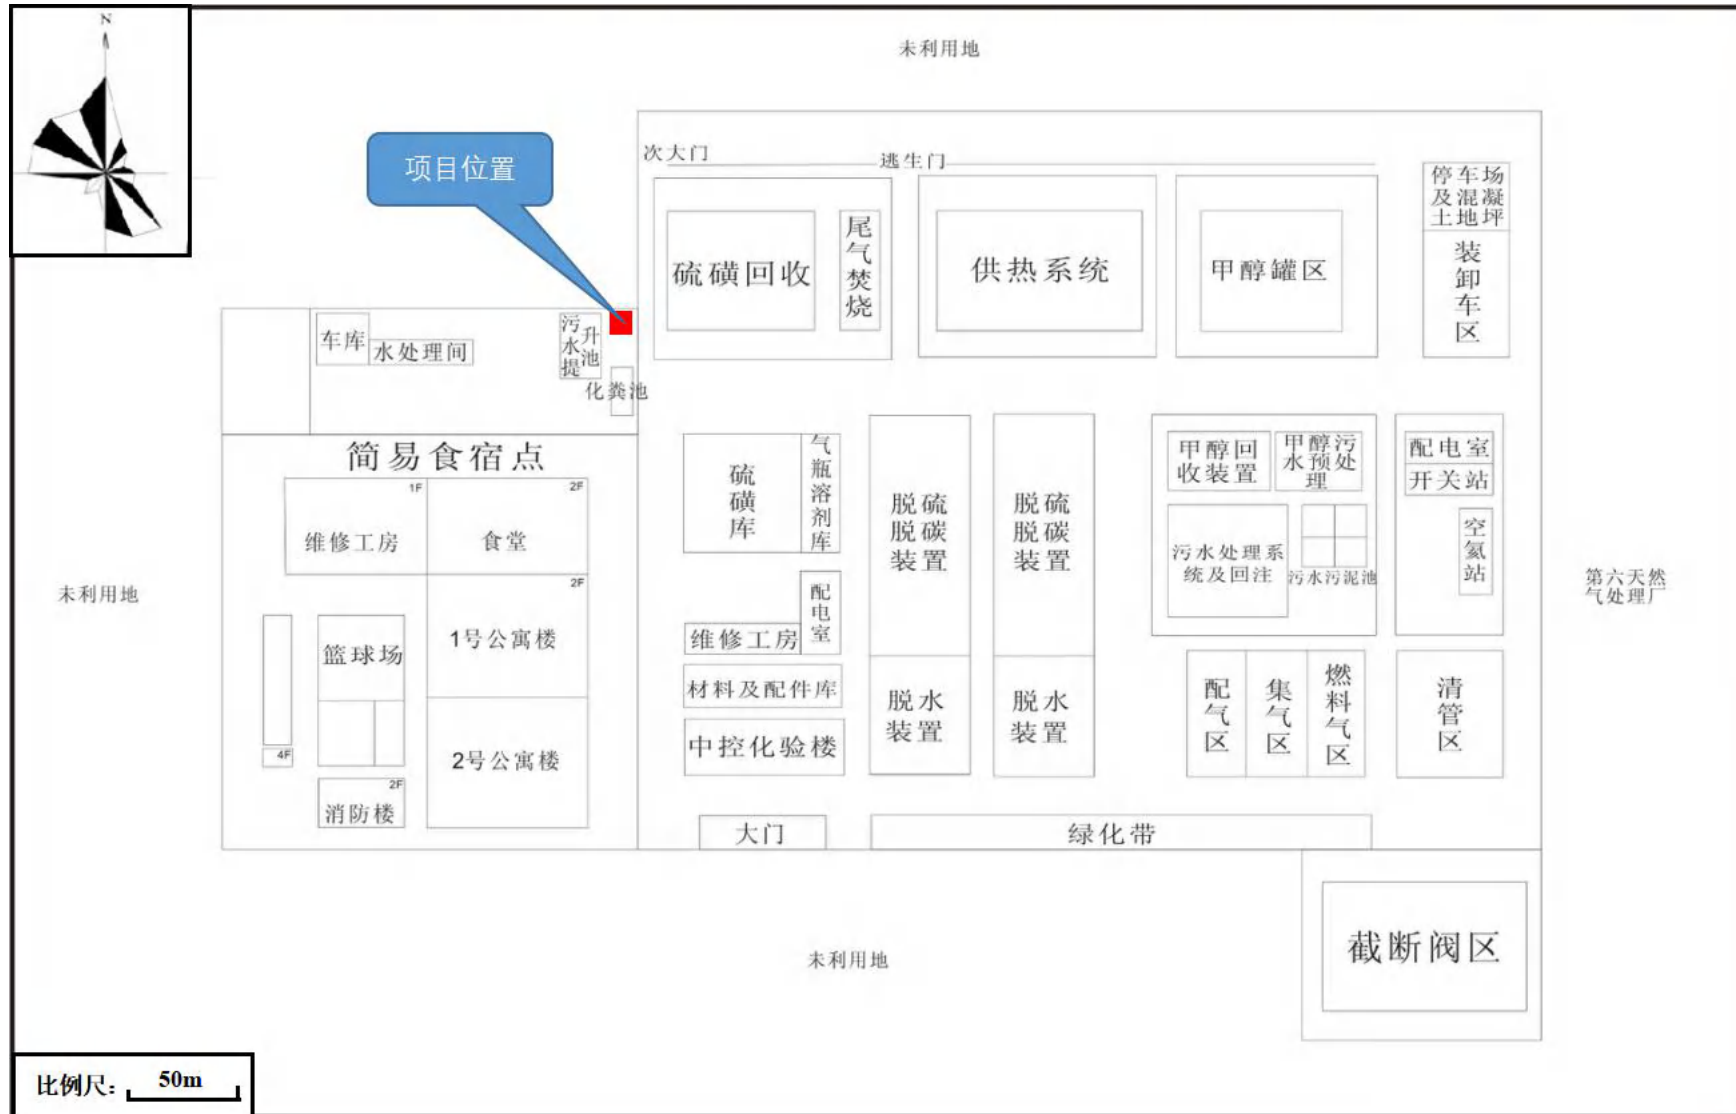 N
未利用地
项目位置
次大门
逃生门
停车场
及混凝
土地坪
装卸车区
硫磺回收
尾气焚烧
供热系统
甲醇罐区
车库
水处理间
污水提
升池
化粪池
简易食宿点
1F
维修工房
2F
食堂
2F
1号公寓楼
2号公寓楼
篮球场
4F
2F
消防楼
未利用地
硫磺库
气瓶溶剂库
配电室
维修工房
材料及配件库
中控化验楼
脱硫
脱碳
装置
脱硫
脱碳
装置
脱水
装置
脱水
装置
甲醇回
收装置
甲醇污
水预处
理
污水处理系
统及回注
污水污泥池
配电室
开关站
空氮站
配气区
集气区
燃料气区
清管区
第六天然
气处理厂
大门
绿化带
截断阀区
未利用地
比例尺： 50m